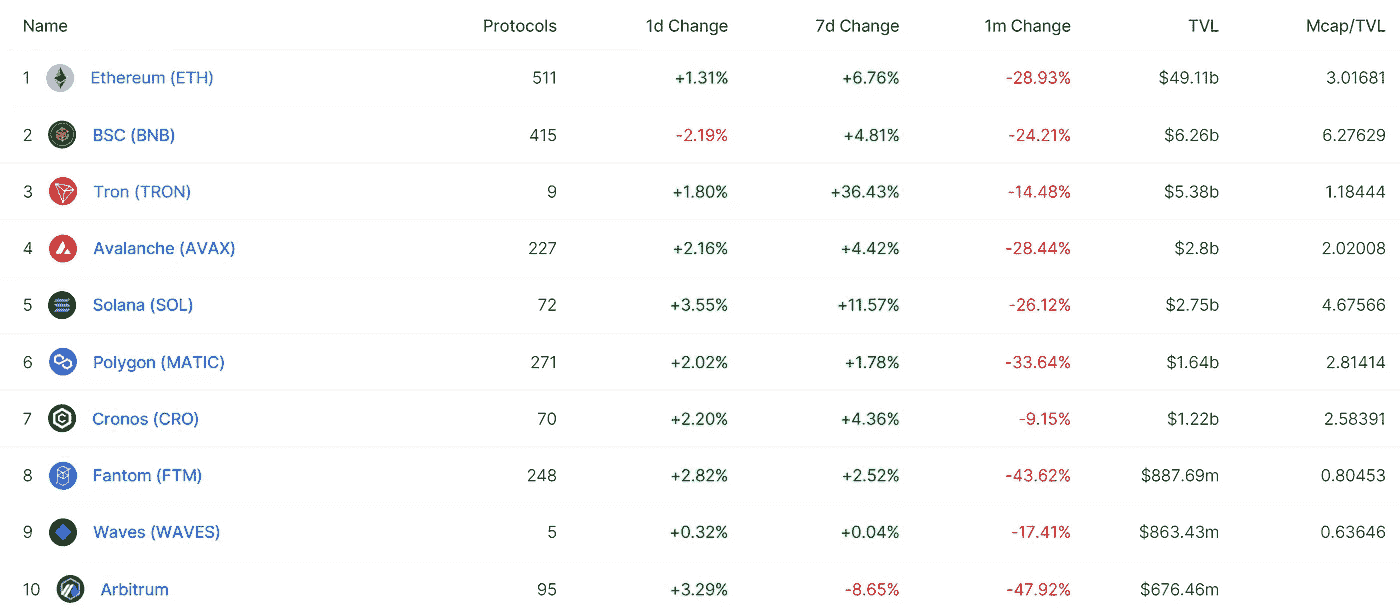 Name Protocols 1d Change 7d Change 1m Change TVL Mcap/TVL
1 Ethereum (ETH) 511 +1.31% +6.76% -28.93% $49.11b 3.01681
2 BSC (BNB) 415 -2.19% +4.81% -24.21% $6.26b 6.27629
3 Tron (TRON) 9 +1.80% +36.43% -14.48% $5.38b 1.18444
4 Avalanche (AVAX) 227 +2.16% +4.42% -28.44% $2.8b 2.02008
5 Solana (SOL) 72 +3.55% +11.57% -26.12% $2.75b 4.67566
6 Polygon (MATIC) 271 +2.02% +1.78% -33.64% $1.64b 2.81414
7 Cronos (CRO) 70 +2.20% +4.36% -9.15% $1.22b 2.58391
8 Fantom (FTM) 248 +2.82% +2.52% -43.62% $887.69m 0.80453
9 Waves (WAVES) 5 +0.32% +0.04% -17.41% $863.43m 0.63646
10 Arbitrum 95 +3.29% -8.65% -47.92% $676.46m